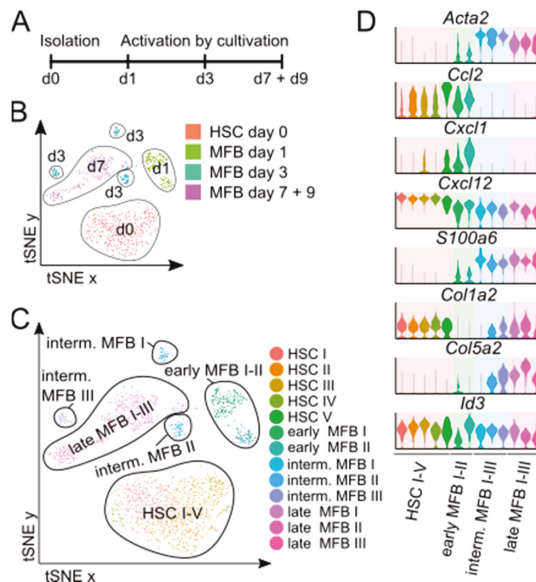 A
Isolation
Activation by cultivation
d0
d1
d3
d7 + d9
B
d3
d3
d7
d1
d3
d0
tSNE y
tSNE x
HSC day 0
MFB day 1
MFB day 3
MFB day 7 + 9
C
interm. MFB I
interm.
MFB III
early MFB I-II
late MFB I-III
interm. MFB II
HSC I-V
tSNE y
tSNE x
HSC I
HSC II
HSC III
HSC IV
HSC V
early MFB I
early MFB II
interm. MFB I
interm. MFB II
interm. MFB III
late MFB I
late MFB II
late MFB III
D
Acta2
Ccl2
Cxcl1
Cxcl12
S100a6
Col1a2
Col5a2
Id3
HSC I-V
early MFB I-II
interm. MFB I-III
late MFB I-III